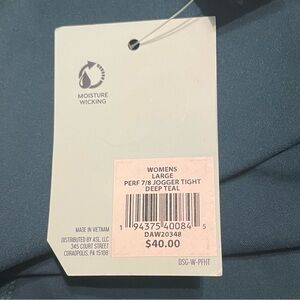 MOISTURE
WICKING
WOMENS
LARGE
PERF 7/8 JOGGER TIGHT
DEEP TEAL
1 94375 40084 5
DAW20348
$40.00
MADE IN VIETNAM
DISTRIBUTED BY ASI, LLC
345 COURT STREET
CORAOPOLIS, PA 15108
DSG-W-PFHT